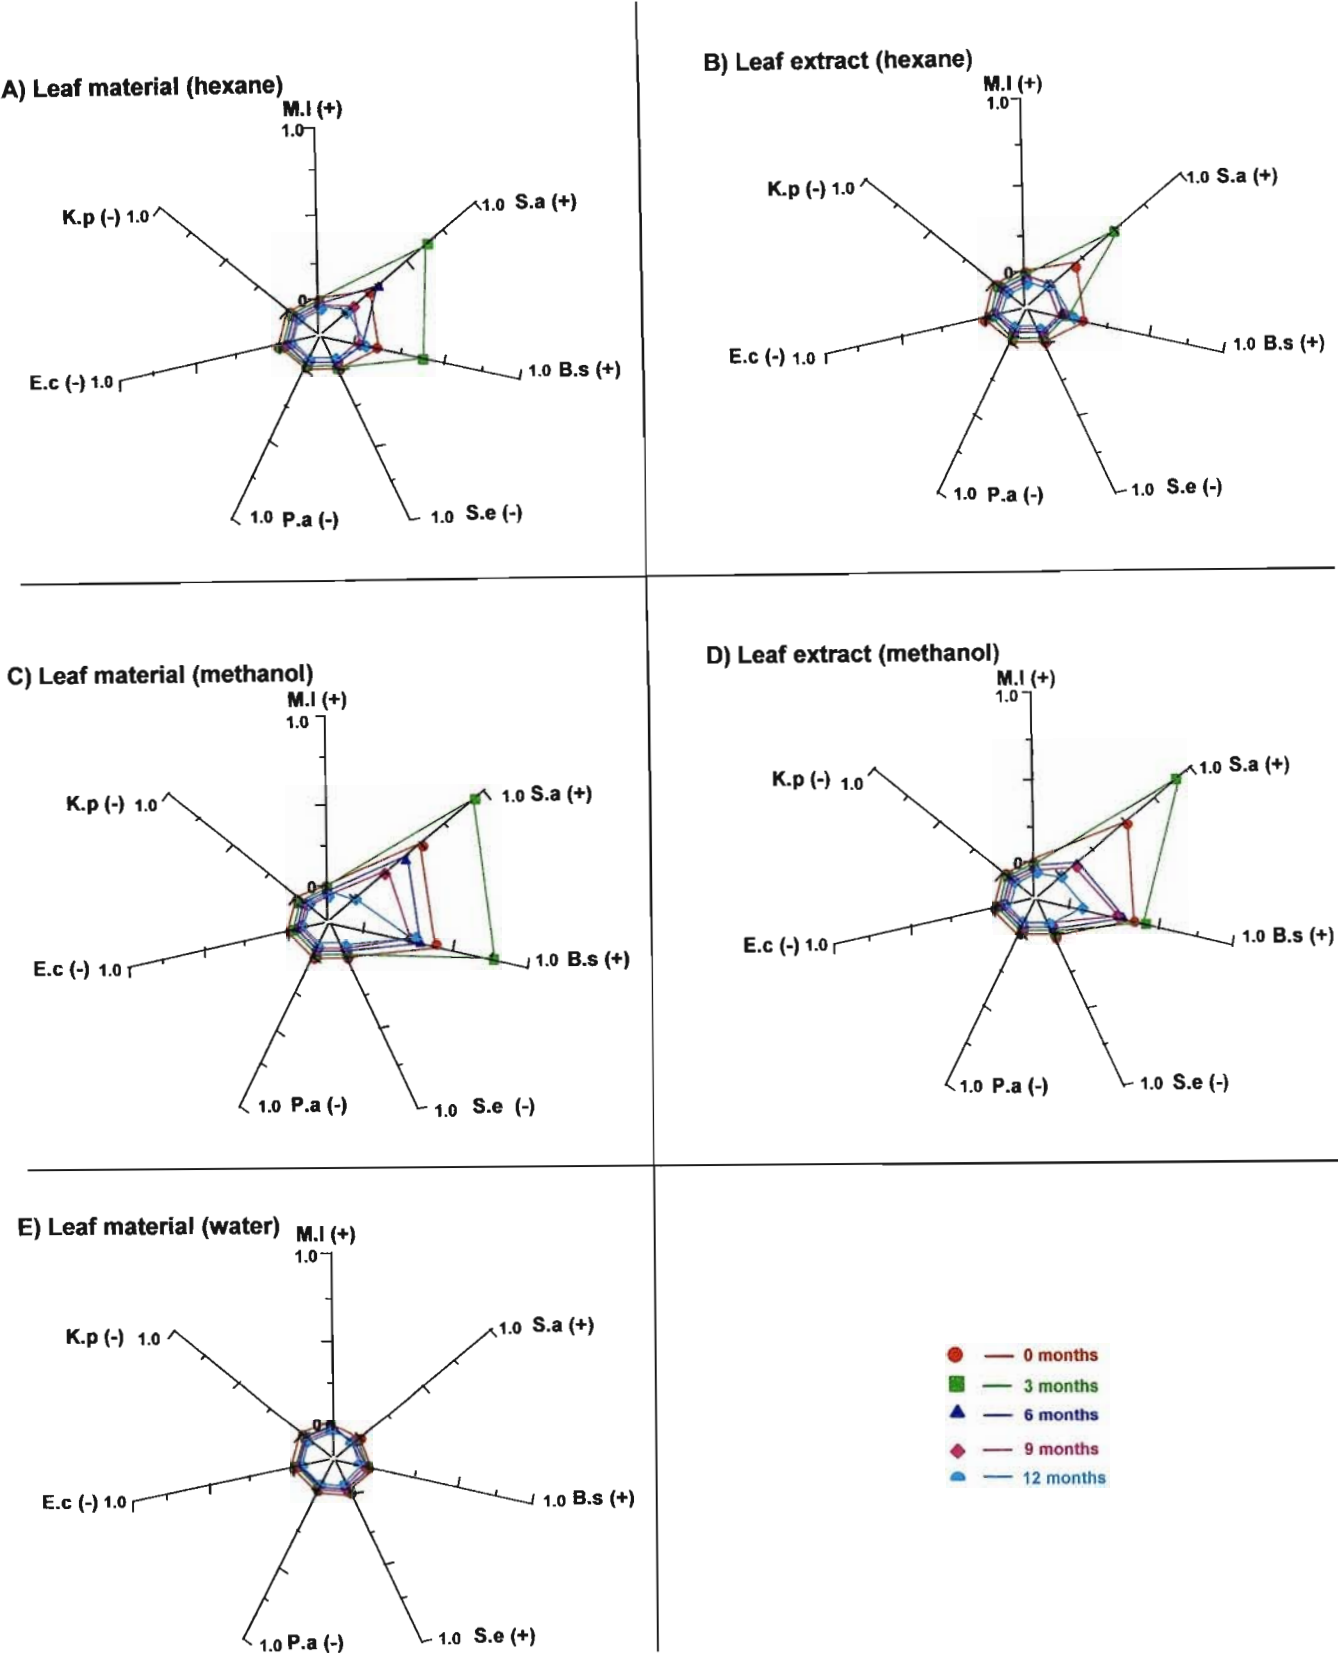 B) Leaf extract (hexane)
A) Leaf material (hexane)
M.l (+)
1.0
S.a (+)
1.0
K.p (-) 1.0
0
E.c (-) 1.0
1.0 B.s (+)
1.0 P.a (-)
1.0 S.e (-)
M.l (+)
1.0
1.0 S.a (+)
K.p (-) 1.0
0
E.c (-) 1.0
1.0 B.s (+)
1.0 P.a (-)
1.0 S.e (-)
C) Leaf material (methanol)
M.l (+)
1.0
1.0 S.a (+)
K.p (-) 1.0
0
E.c (-) 1.0
1.0 B.s (+)
1.0 P.a (-)
1.0 S.e (-)
D) Leaf extract (methanol)
M.l (+)
1.0
1.0 S.a (+)
K.p (-) 1.0
0
E.c (-) 1.0
1.0 B.s (+)
1.0 P.a (-)
1.0 S.e (-)
E) Leaf material (water)
M.l (+)
1.0
1.0 S.a (+)
K.p (-) 1.0
0
E.c (-) 1.0
1.0 B.s (+)
1.0 P.a (-)
1.0 S.e (+)
0 months
3 months
6 months
9 months
12 months